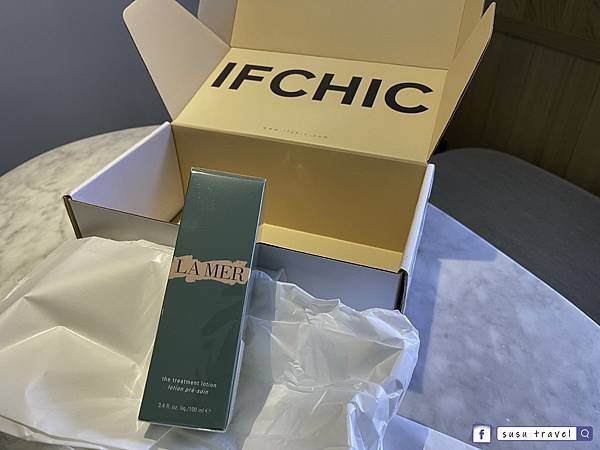 IFCHIC
www.ifchic.com
LA MER
the treatment lotion
lotion pré-soin
3.4 fl. oz. liq./100 ml e
f susu travel